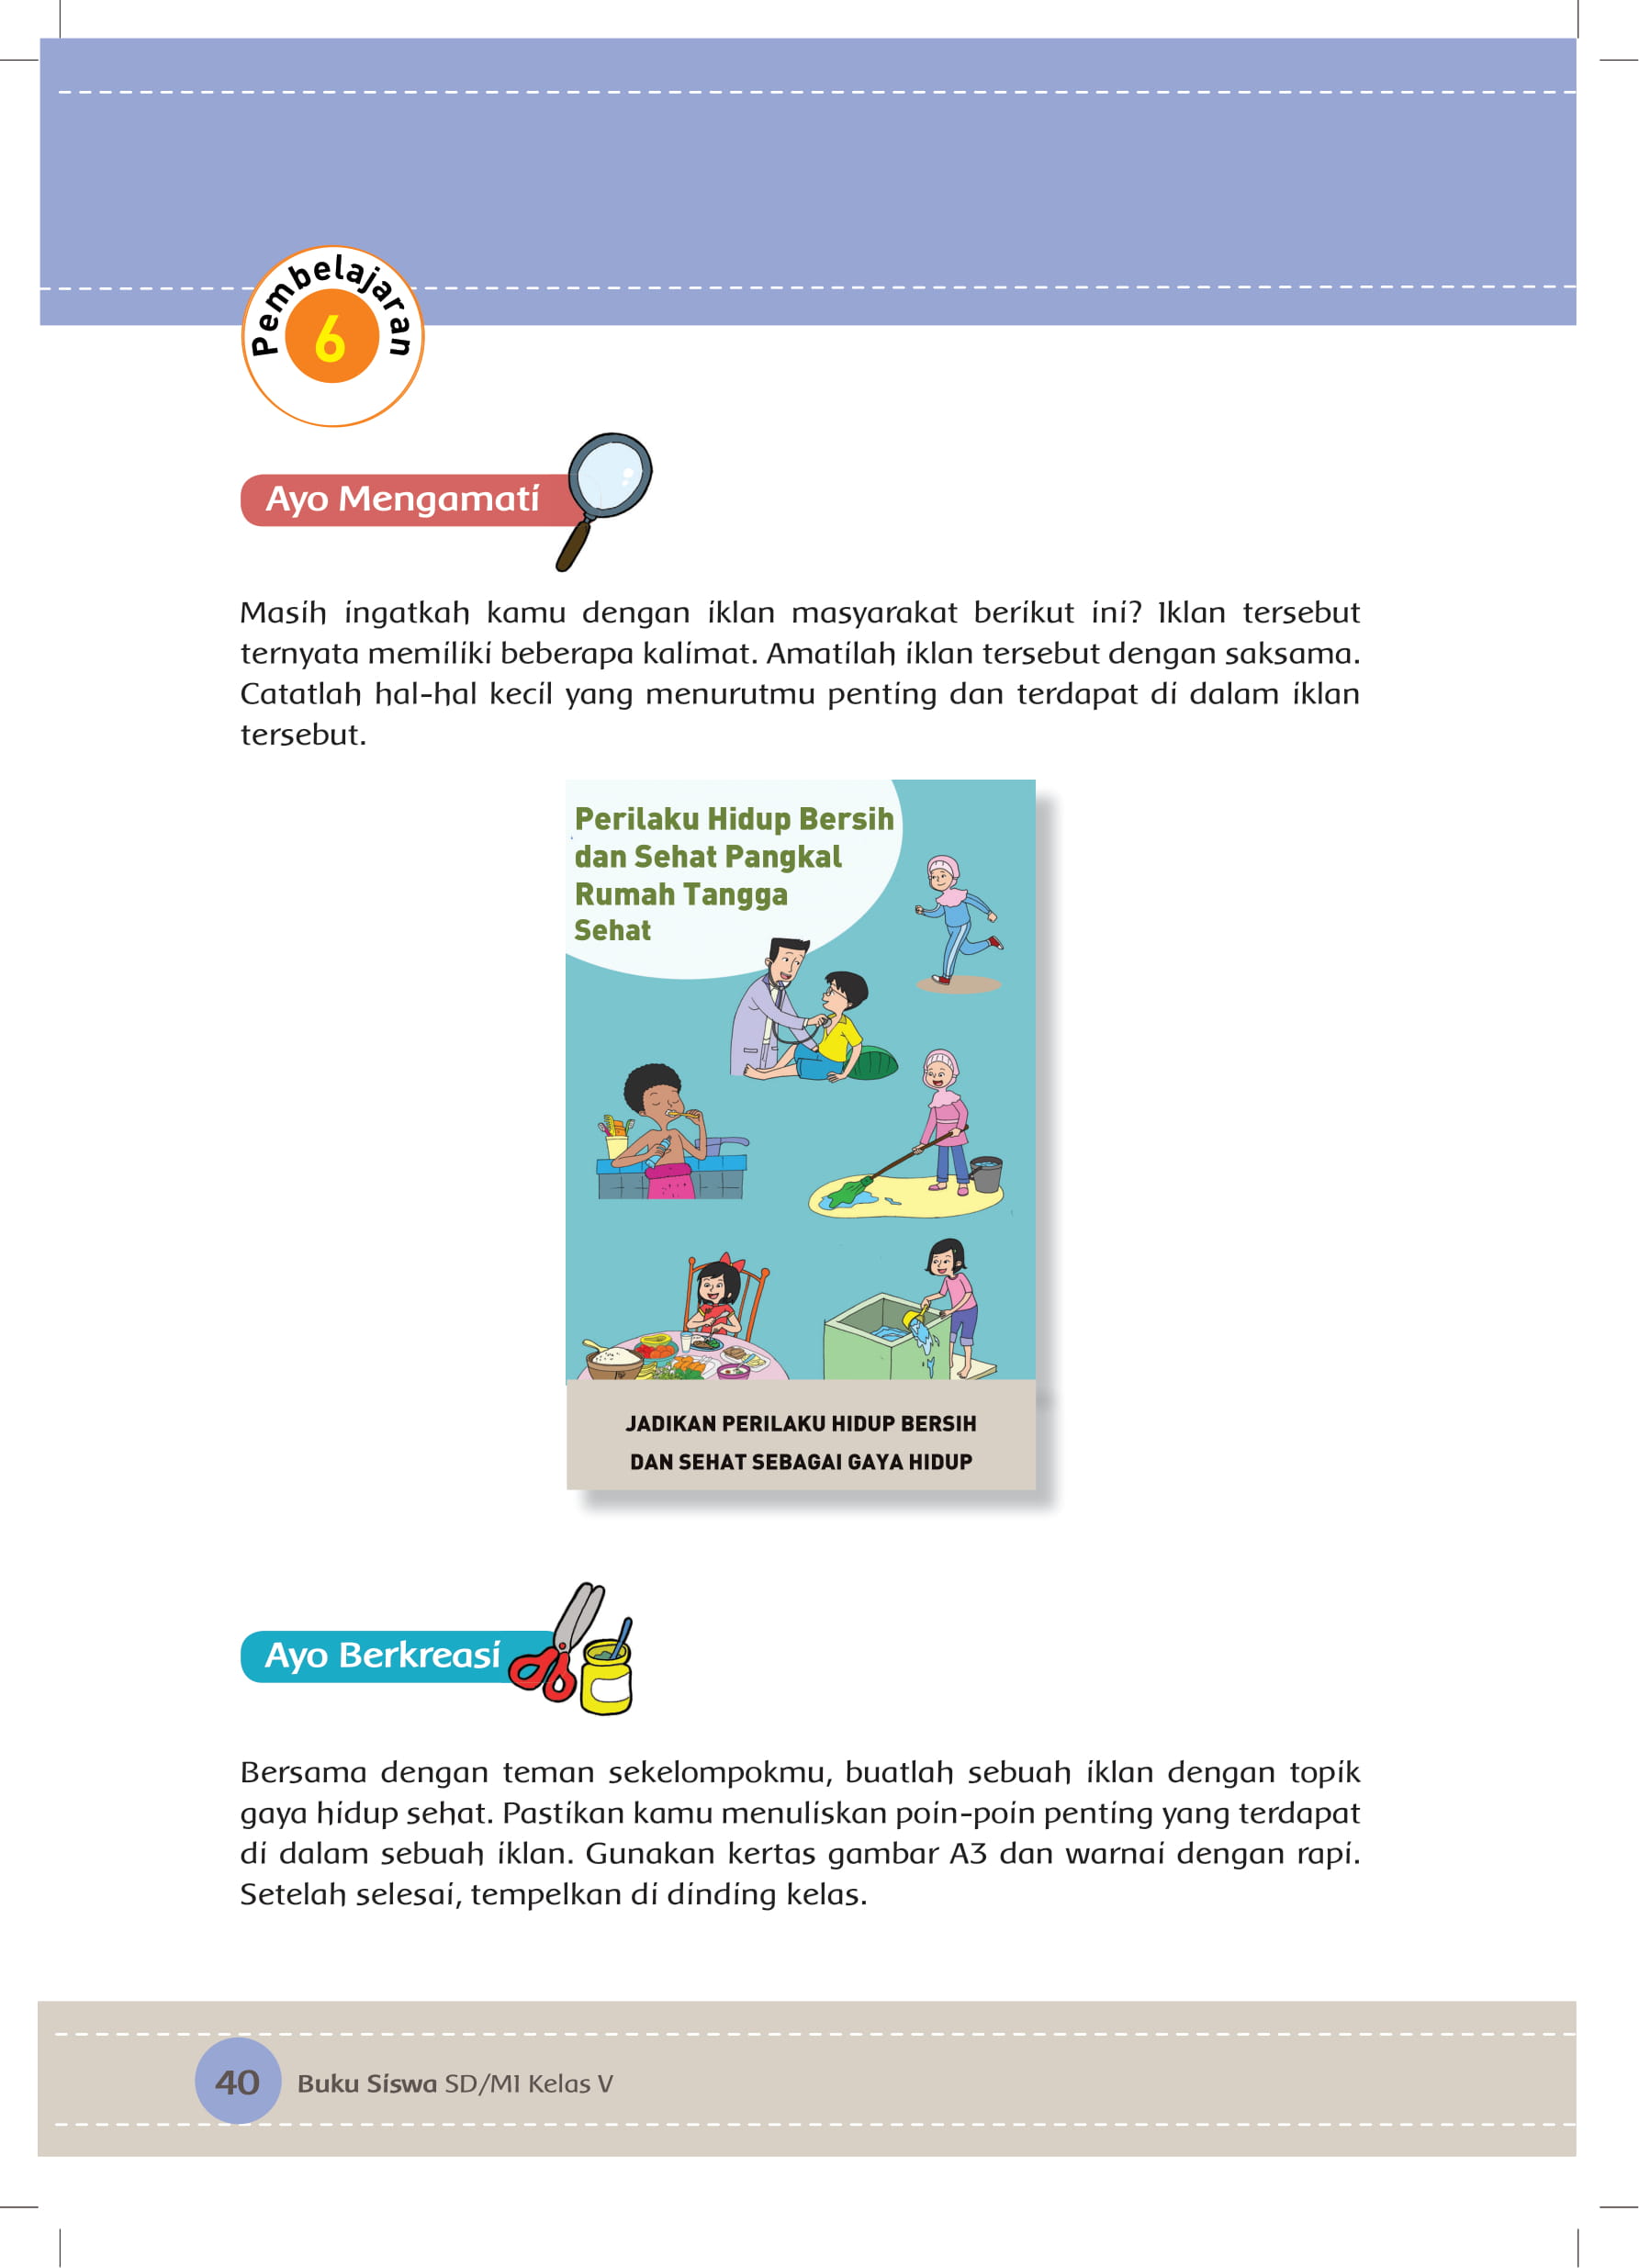 Pembelajaran
6
Ayo Mengamati
Masih ingatkah kamu dengan iklan masyarakat berikut ini? Iklan tersebut
ternyata memiliki beberapa kalimat. Amatilah iklan tersebut dengan saksama.
Catatlah hal-hal kecil yang menurutmu penting dan terdapat di dalam iklan
tersebut.
Perilaku Hidup Bersih
dan Sehat Pangkal
Rumah Tangga
Sehat
JADIKAN PERILAKU HIDUP BERSIH
DAN SEHAT SEBAGAI GAYA HIDUP
Ayo Berkreasi
Bersama dengan teman sekelompokmu, buatlah sebuah iklan dengan topik
gaya hidup sehat. Pastikan kamu menuliskan poin-poin penting yang terdapat
di dalam sebuah iklan. Gunakan kertas gambar A3 dan warnai dengan rapi.
Setelah selesai, tempelkan di dinding kelas.
40 Buku Siswa SD/MI Kelas V